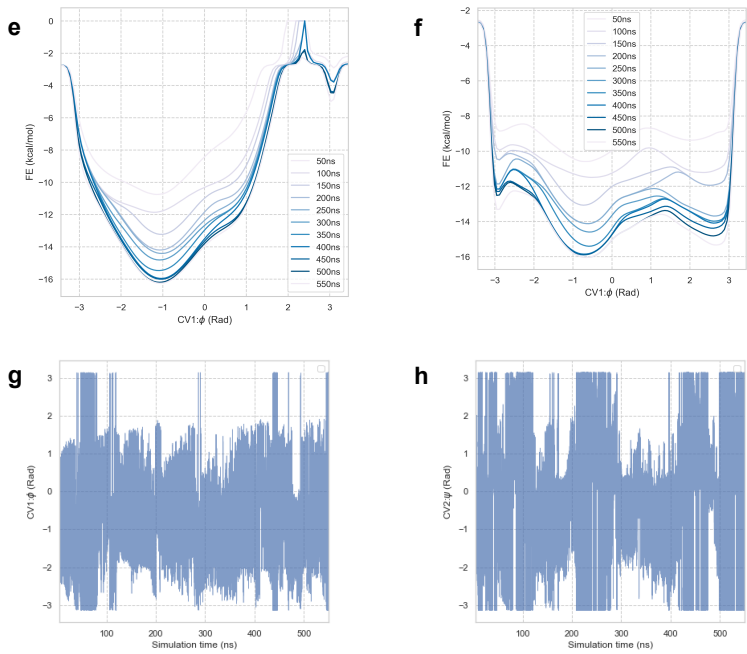 e
0
−2
−4
−6
−8
−10
−12
−14
−16
FE (kcal/mol)
50ns
100ns
150ns
200ns
250ns
300ns
350ns
400ns
450ns
500ns
550ns
−3
−2
−1
0
1
2
3
CV1:ϕ (Rad)
f
−2
−4
−6
−8
−10
−12
−14
−16
FE (kcal/mol)
50ns
100ns
150ns
200ns
250ns
300ns
350ns
400ns
450ns
500ns
550ns
−3
−2
−1
0
1
2
3
CV1:ϕ (Rad)
g
3
2
1
0
−1
−2
−3
CV1:ϕ (Rad)
100
200
300
400
500
Simulation time (ns)
h
3
2
1
0
−1
−2
−3
CV2:ψ (Rad)
100
200
300
400
500
Simulation time (ns)